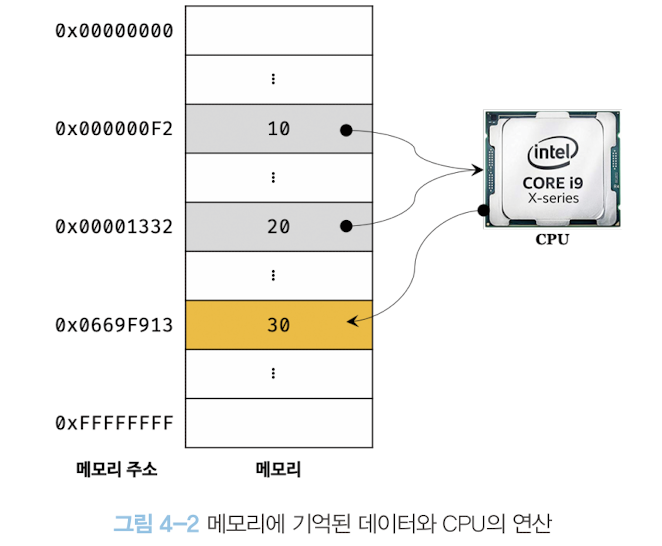 0x00000000
⋮
0x000000F2 10
⋮
0x00001332 20
⋮
0x0669F913 30
⋮
0xFFFFFFFF
intel
CORE i9
X-series
CPU
메모리 주소 메모리
그림 4-2 메모리에 기억된 데이터와 CPU의 연산